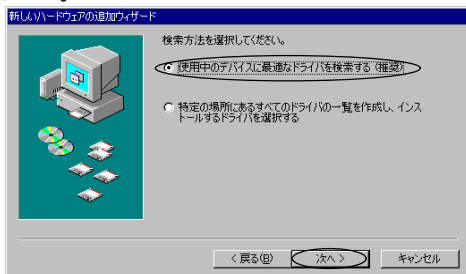 新しいハードウェアの追加ウィザード
検索方法を選択してください。
使用中のデバイスに最適なドライバを検索する (推奨)
特定の場所にあるすべてのドライバの一覧を作成し、インス
トールするドライバを選択する
< 戻る(B)
次へ >
キャンセル